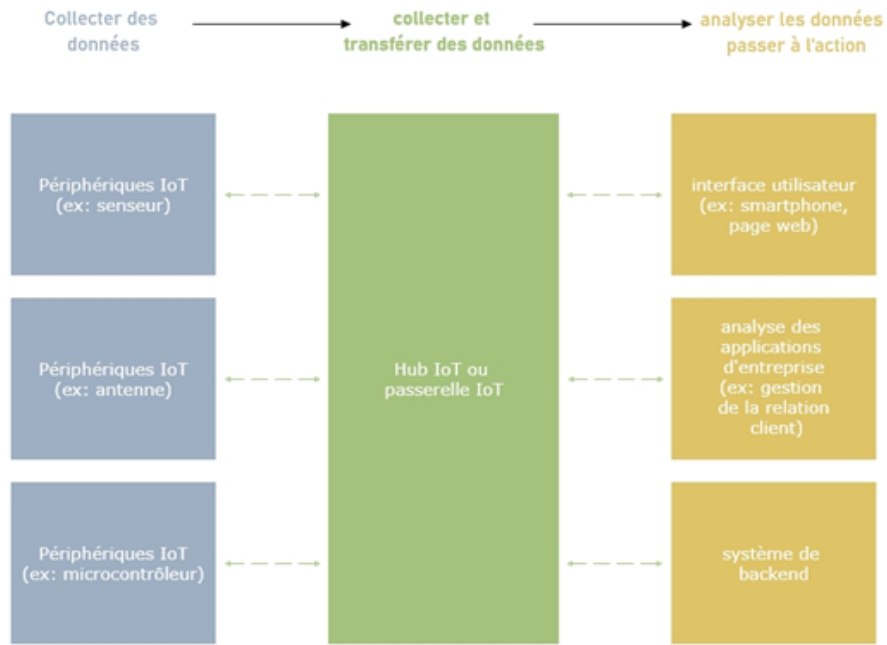 Collecter des
données
collecter et
transférer des données
analyser les données
passer à l'action
Périphériques IoT
(ex: senseur)
Périphériques IoT
(ex: antenne)
Périphériques IoT
(ex: microcontrôleur)
Hub IoT ou
passerelle IoT
interface utilisateur
(ex: smartphone,
page web)
analyse des
applications
d'entreprise
(ex: gestion
de la relation
client)
système de
backend